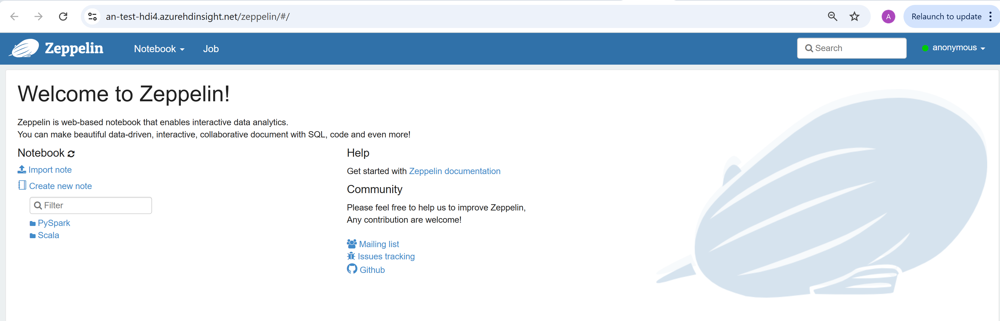 an-test-hdi4.azurehdinsight.net/zeppelin/#/
A
Relaunch to update
Zeppelin
Notebook
Job
Search
anonymous
Welcome to Zeppelin!
Zeppelin is web-based notebook that enables interactive data analytics.
You can make beautiful data-driven, interactive, collaborative document with SQL, code and even more!
Notebook
Import note
Create new note
Filter
PySpark
Scala
Help
Get started with Zeppelin documentation
Community
Please feel free to help us to improve Zeppelin,
Any contribution are welcome!
Mailing list
Issues tracking
Github